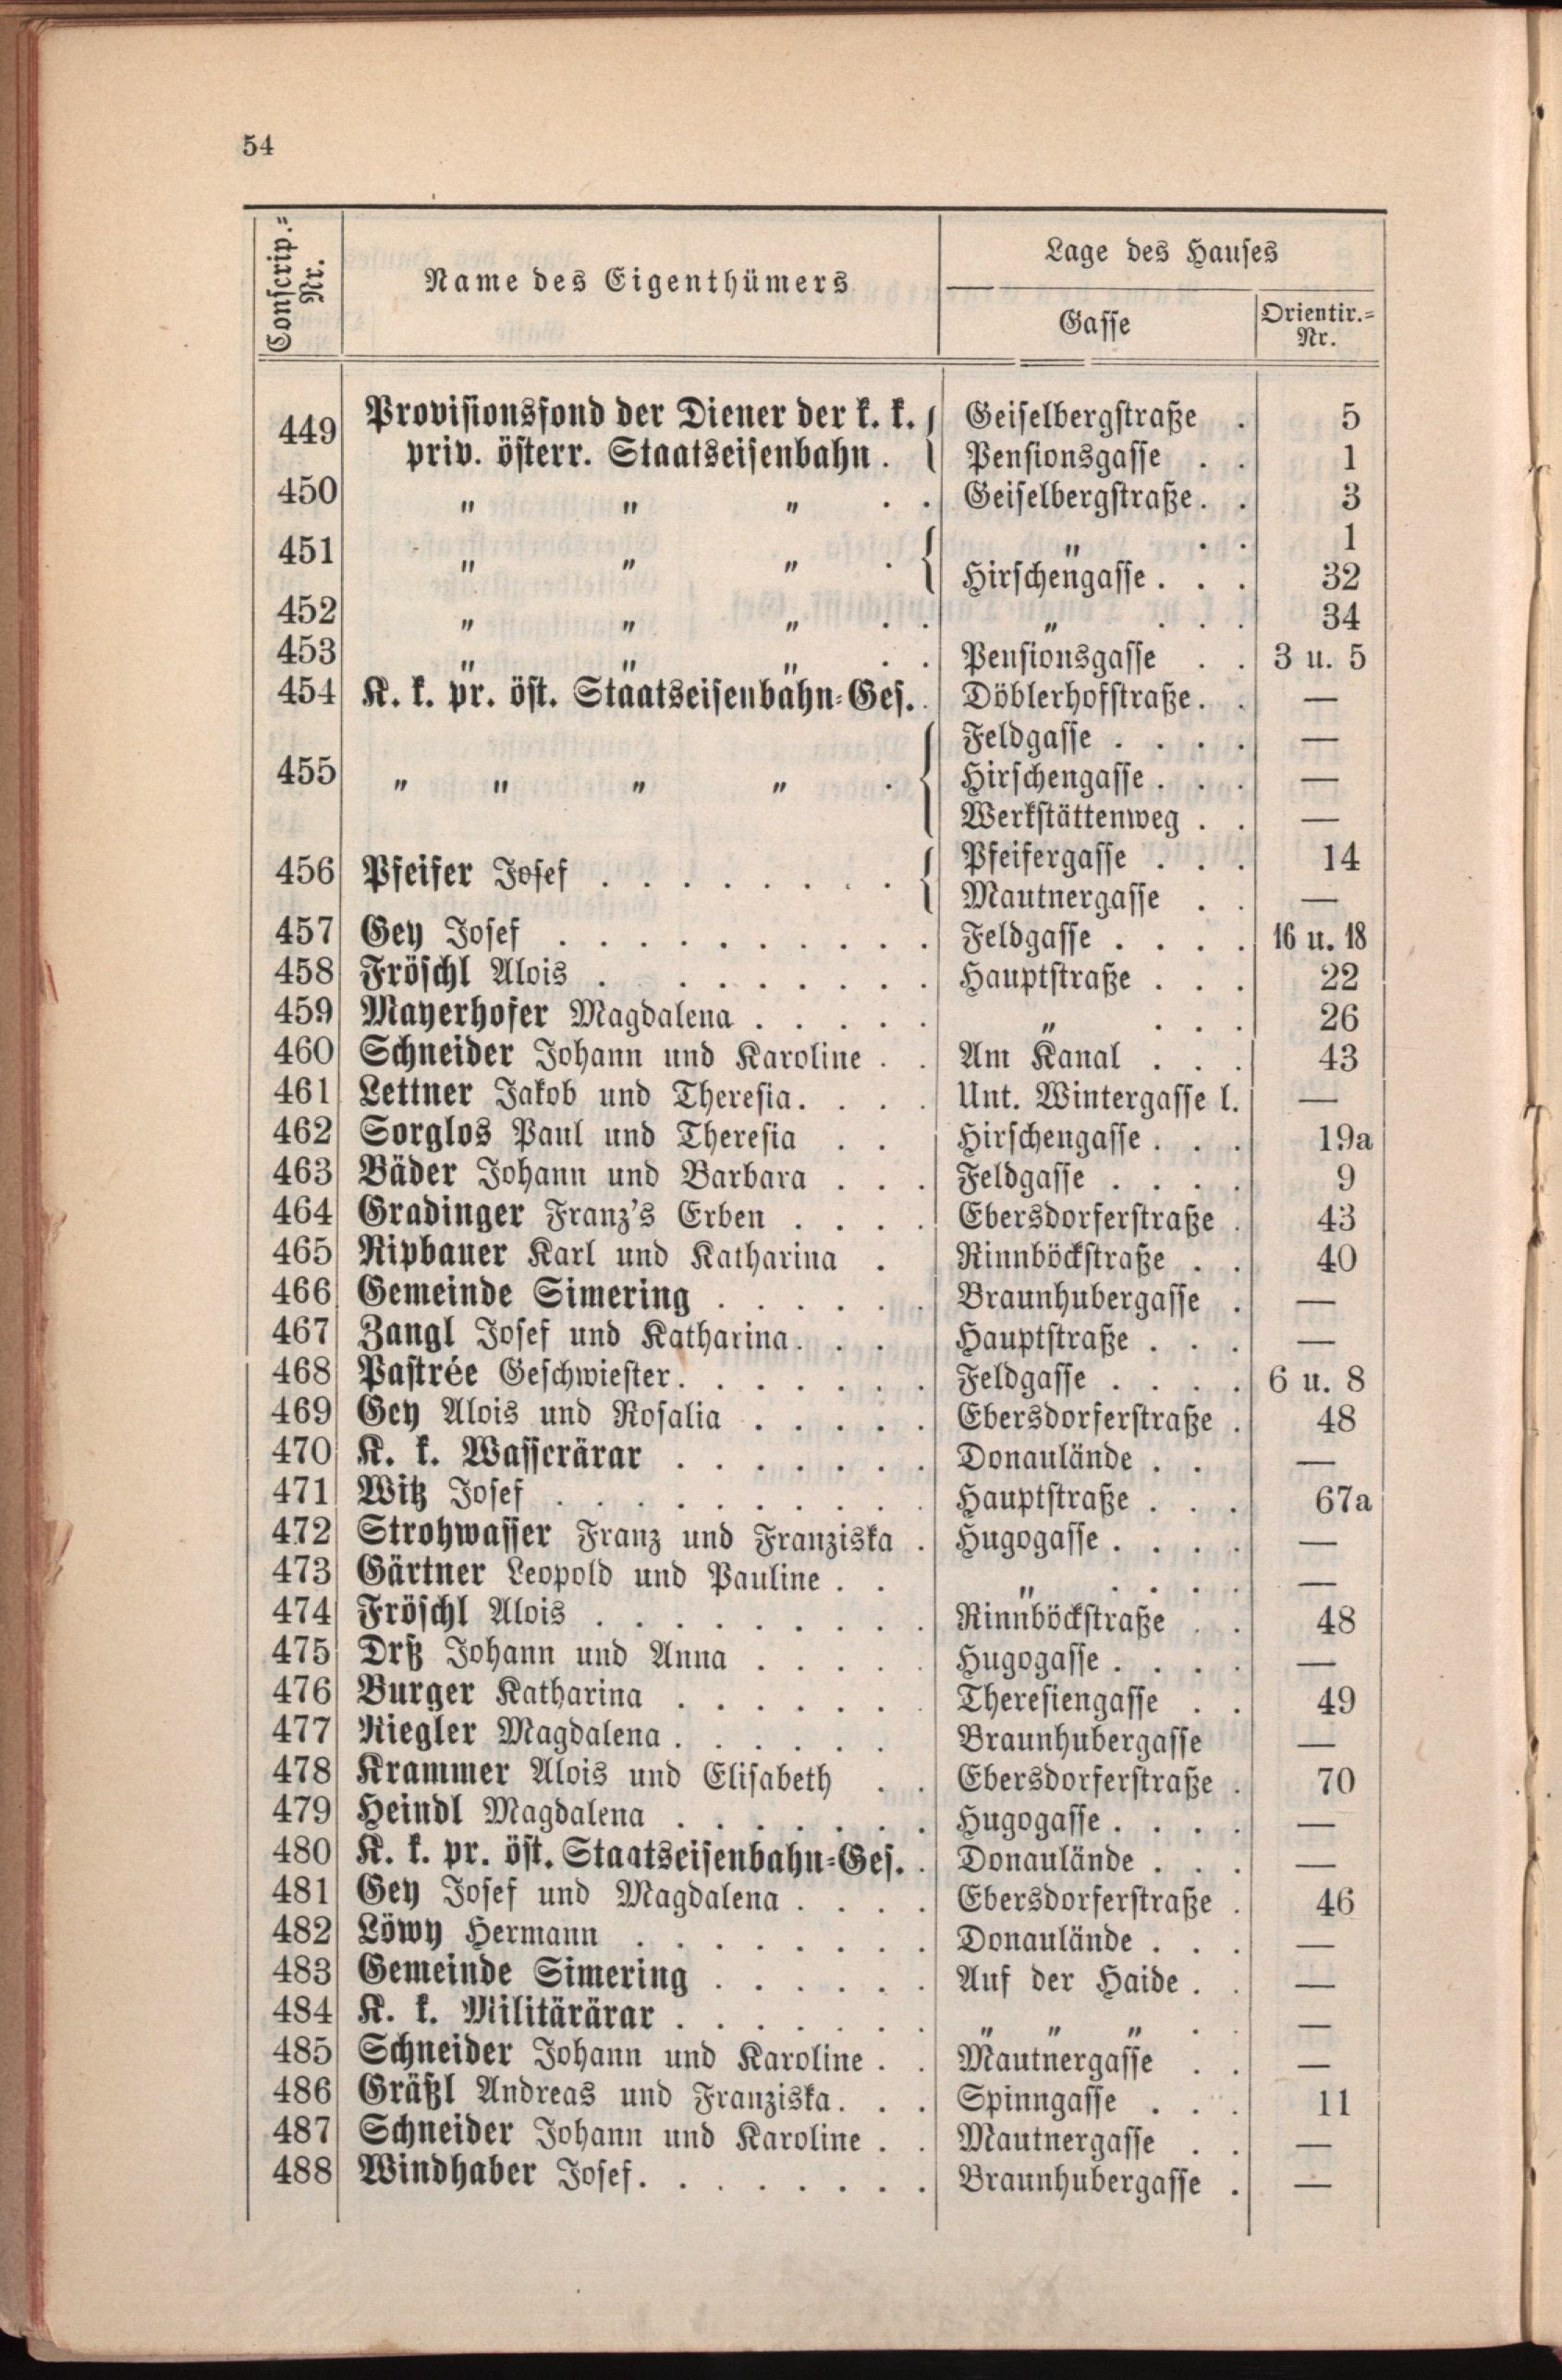 54
Conscrip.=Nr. Name des Eigenthümers Lage des Hauses
Gasse Orientir.=Nr.
449 Provisionsfond der Diener der k. k. Geiselbergstraße . 5
priv. österr. Staatseisenbahn . Pensionsgasse . . 1
450 " " " . . Geiselbergstraße . . 3
451 " " " . " . . 1
Hirschengasse . . . 32
452 " " " . . " . . . 34
453 " " " . . Pensionsgasse . . 3 u. 5
454 K. k. pr. öst. Staatseisenbahn=Ges. . Döblerhofstraße . . —
Feldgasse . . . . —
455 " " " " . Hirschengasse . . . —
Werkstättenweg . . —
456 Pfeifer Josef . . . . . . . . Pfeifergasse . . . 14
Mautnergasse . . —
457 Gey Josef . . . . . . . . . . Feldgasse . . . . 16 u. 18
458 Fröschl Alois . . . . . . . . Hauptstraße . . . 22
459 Mayerhofer Magdalena . . . . . " . . . 26
460 Schneider Johann und Karoline . . Am Kanal . . . 43
461 Lettner Jakob und Theresia . . . . Unt. Wintergasse l. —
462 Sorglos Paul und Theresia . . Hirschengasse . . . 19a
463 Bäder Johann und Barbara . . . Feldgasse . . . . 9
464 Gradinger Franz's Erben . . . . Ebersdorferstraße . 43
465 Ripbauer Karl und Katharina . Rinnböckstraße . . 40
466 Gemeinde Simering . . . . . . Braunhubergasse . —
467 Zangl Josef und Katharina . . . Hauptstraße . . . —
468 Pastrée Geschwiester . . . . . . . Feldgasse . . . . 6 u. 8
469 Gey Alois und Rosalia . . . . . Ebersdorferstraße . 48
470 K. k. Wasserärar . . . . . . . Donaulände . . —
471 Witz Josef . . . . . . . . . . Hauptstraße . . . 67a
472 Strohwasser Franz und Franziska . Hugogasse . . . . —
473 Gärtner Leopold und Pauline . . " . . . . —
474 Fröschl Alois . . . . . . . . . Rinnböckstraße . . 48
475 Drß Johann und Anna . . . . . Hugogasse . . . . —
476 Burger Katharina . . . . . . . Theresiengasse . . 49
477 Riegler Magdalena . . . . . . Braunhubergasse —
478 Krammer Alois und Elisabeth . . Ebersdorferstraße . 70
479 Heindl Magdalena . . . . . . . Hugogasse . . . . —
480 K. k. pr. öst. Staatseisenbahn=Ges. . Donaulände . . . —
481 Gey Josef und Magdalena . . . . Ebersdorferstraße . 46
482 Löwy Hermann . . . . . . . . Donaulände . . . —
483 Gemeinde Simering . . . . . . Auf der Haide . . —
484 K. k. Militärärar . . . . . . . " " " . . —
485 Schneider Johann und Karoline . . Mautnergasse . . —
486 Gräßl Andreas und Franziska . . . Spinngasse . . . 11
487 Schneider Johann und Karoline . . Mautnergasse . . —
488 Windhaber Josef . . . . . . . . Braunhubergasse . —